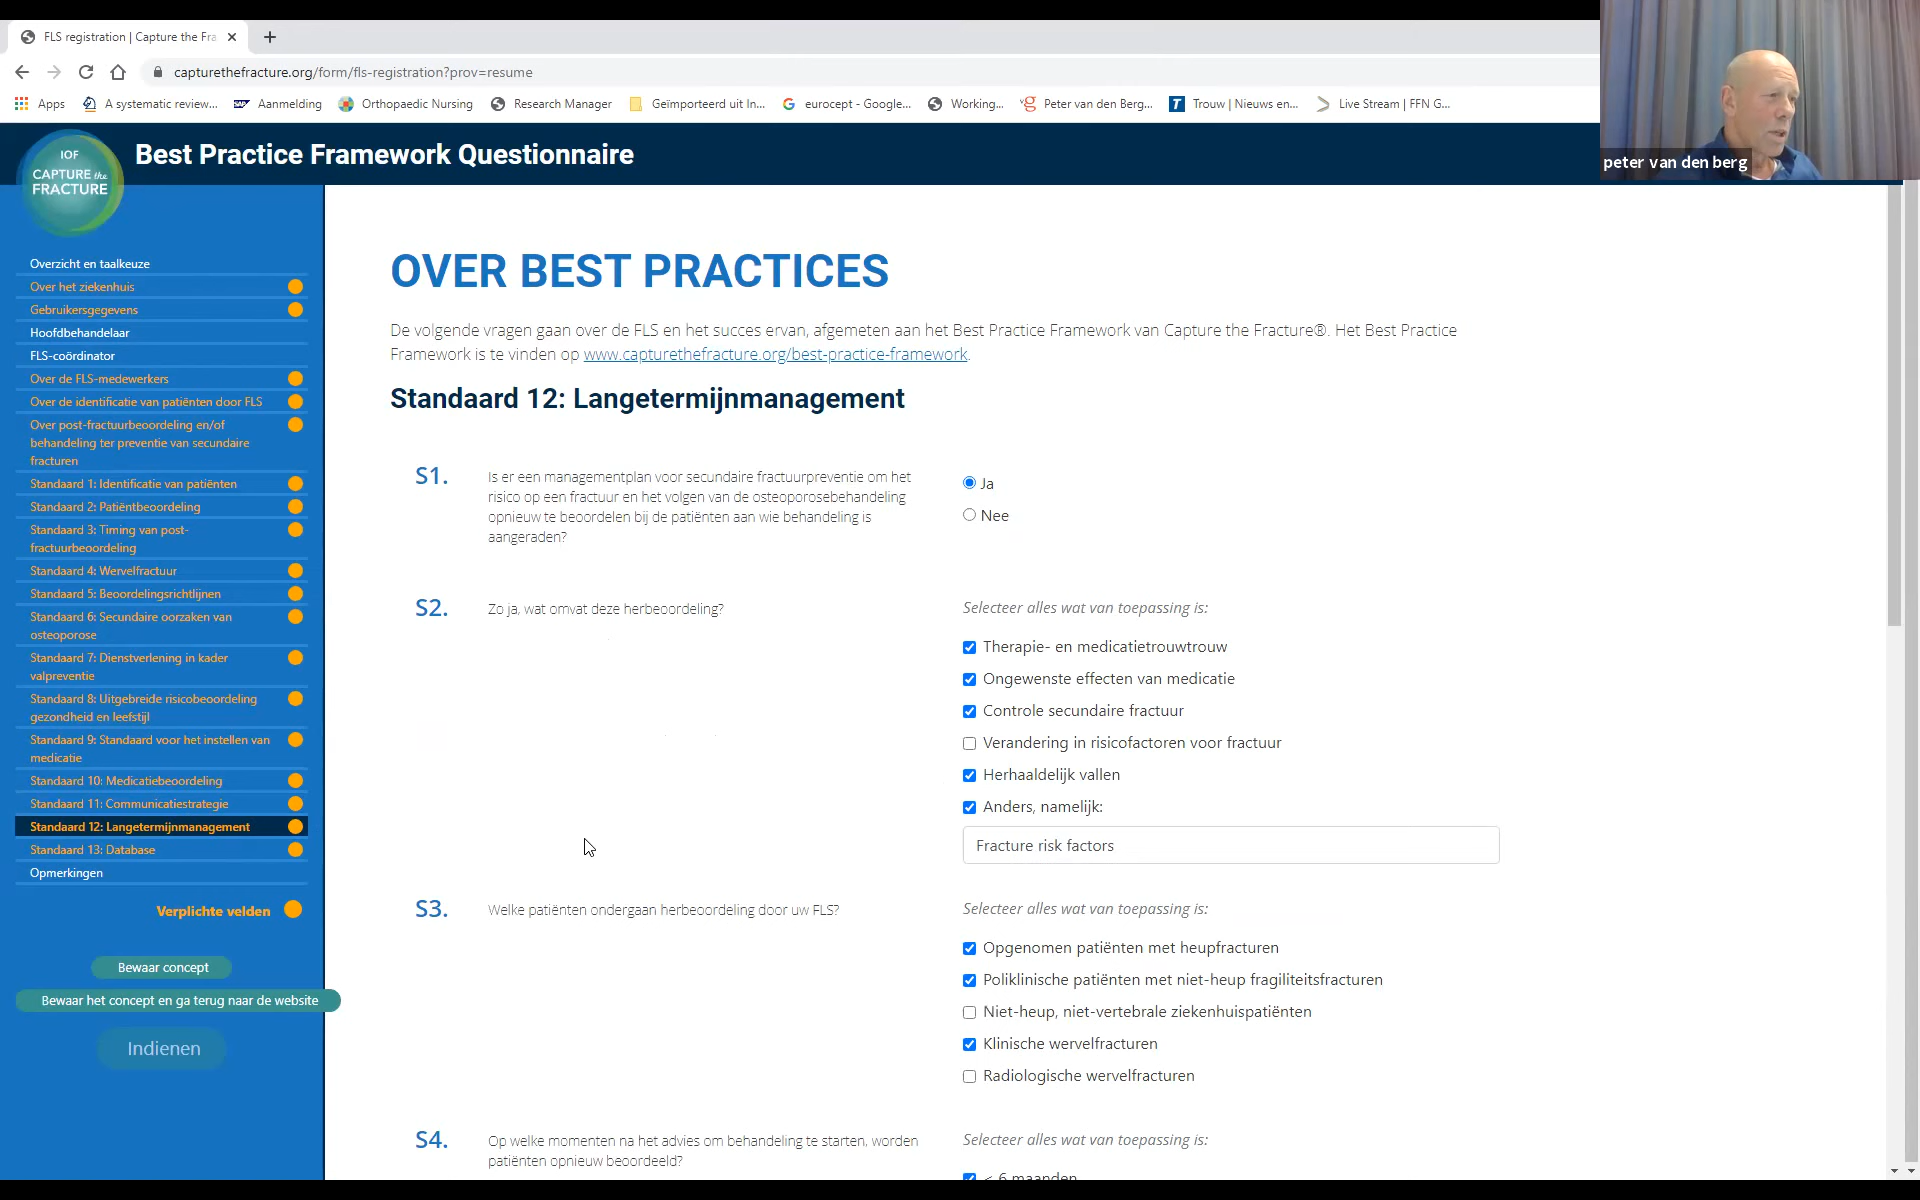 FLS registration | Capture the Fra
capturethefracture.org/form/fls-registration?prov=resume
Apps A systematic review... SAP Aanmelding Orthopaedic Nursing Research Manager Geïmporteerd uit In... eurocept - Google... Working... Peter van den Berg... T Trouw | Nieuws en... Live Stream | FFN G...
peter van den berg
IOF
CAPTURE the
FRACTURE
Best Practice Framework Questionnaire
Overzicht en taalkeuze
Over het ziekenhuis
Gebruikersgegevens
Hoofdbehandelaar
FLS-coördinator
Over de FLS-medewerkers
Over de identificatie van patiënten door FLS
Over post-fractuurbeoordeling en/of
behandeling ter preventie van secundaire
fracturen
Standaard 1: Identificatie van patiënten
Standaard 2: Patiëntbeoordeling
Standaard 3: Timing van post-
fractuurbeoordeling
Standaard 4: Wervelfractuur
Standaard 5: Beoordelingsrichtlijnen
Standaard 6: Secundaire oorzaken van
osteoporose
Standaard 7: Dienstverlening in kader
valpreventie
Standaard 8: Uitgebreide risicobeoordeling
gezondheid en leefstijl
Standaard 9: Standaard voor het instellen van
medicatie
Standaard 10: Medicatiebeoordeling
Standaard 11: Communicatiestrategie
Standaard 12: Langetermijnmanagement
Standaard 13: Database
Opmerkingen
Verplichte velden
Bewaar concept
Bewaar het concept en ga terug naar de website
Indienen
OVER BEST PRACTICES
De volgende vragen gaan over de FLS en het succes ervan, afgemeten aan het Best Practice Framework van Capture the Fracture®. Het Best Practice
Framework is te vinden op www.capturethefracture.org/best-practice-framework.
Standaard 12: Langetermijnmanagement
S1. Is er een managementplan voor secundaire fractuurpreventie om het
risico op een fractuur en het volgen van de osteoporosebehandeling
opnieuw te beoordelen bij de patiënten aan wie behandeling is
aangeraden?
Ja
Nee
S2. Zo ja, wat omvat deze herbeoordeling?
Selecteer alles wat van toepassing is:
Therapie- en medicatietrouwtrouw
Ongewenste effecten van medicatie
Controle secundaire fractuur
Verandering in risicofactoren voor fractuur
Herhaaldelijk vallen
Anders, namelijk:
Fracture risk factors
S3. Welke patiënten ondergaan herbeoordeling door uw FLS?
Selecteer alles wat van toepassing is:
Opgenomen patiënten met heupfracturen
Poliklinische patiënten met niet-heup fragiliteitsfracturen
Niet-heup, niet-vertebrale ziekenhuispatiënten
Klinische wervelfracturen
Radiologische wervelfracturen
S4. Op welke momenten na het advies om behandeling te starten, worden
patiënten opnieuw beoordeeld?
Selecteer alles wat van toepassing is:
< 6 maanden